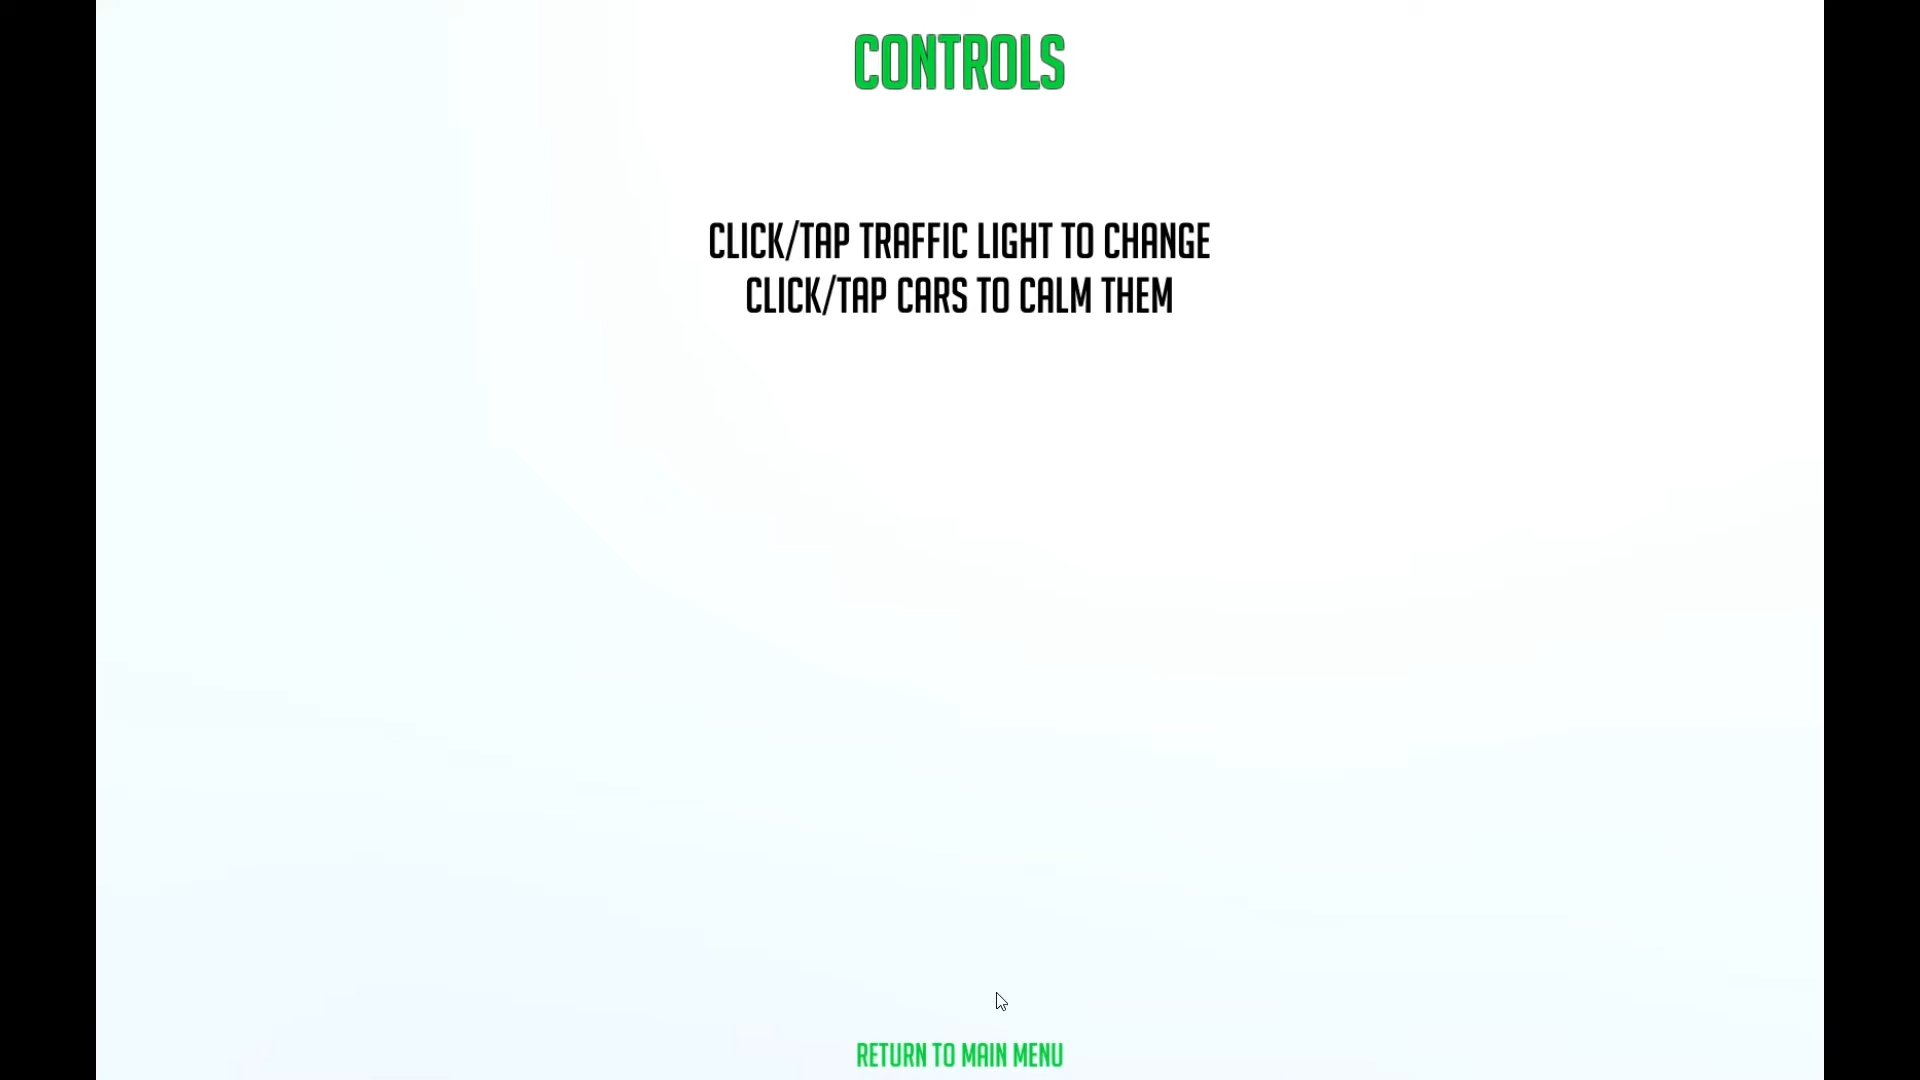 CONTROLS
CLICK/TAP TRAFFIC LIGHT TO CHANGE
CLICK/TAP CARS TO CALM THEM
RETURN TO MAIN MENU